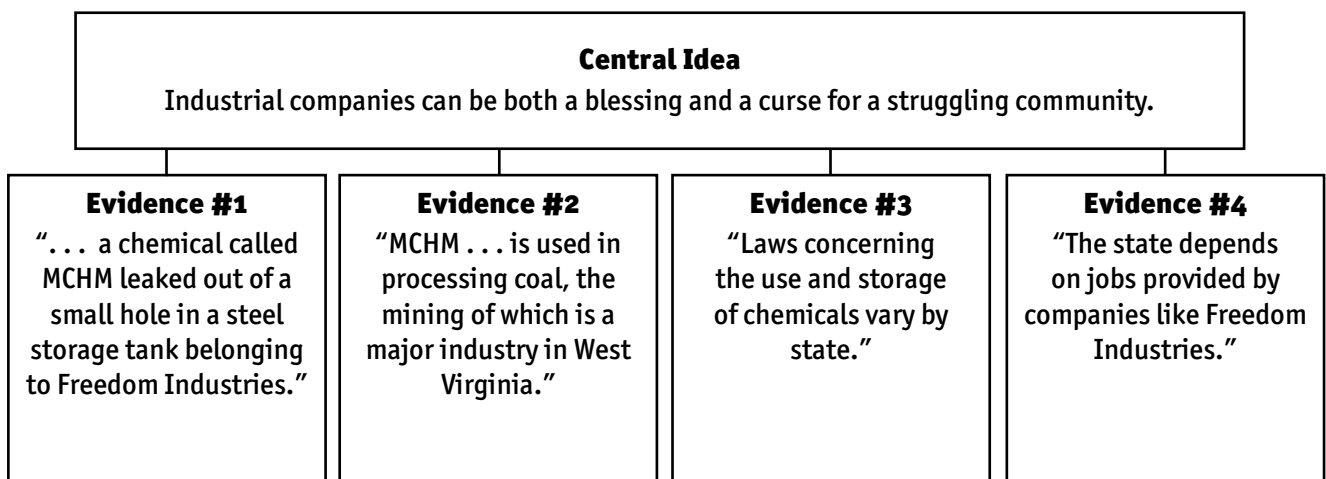 Central Idea
Industrial companies can be both a blessing and a curse for a struggling community.
Evidence #1
“. . . a chemical called
MCHM leaked out of a
small hole in a steel
storage tank belonging
to Freedom Industries.”
Evidence #2
“MCHM . . . is used in
processing coal, the
mining of which is a
major industry in West
Virginia.”
Evidence #3
“Laws concerning
the use and storage
of chemicals vary by
state.”
Evidence #4
“The state depends
on jobs provided by
companies like Freedom
Industries.”